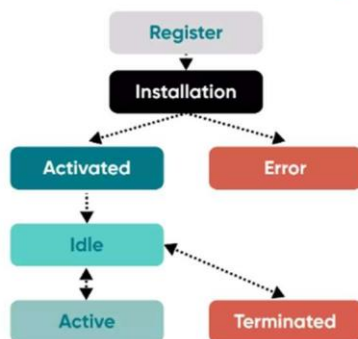 Register
Installation
Activated
Error
Idle
Active
Terminated